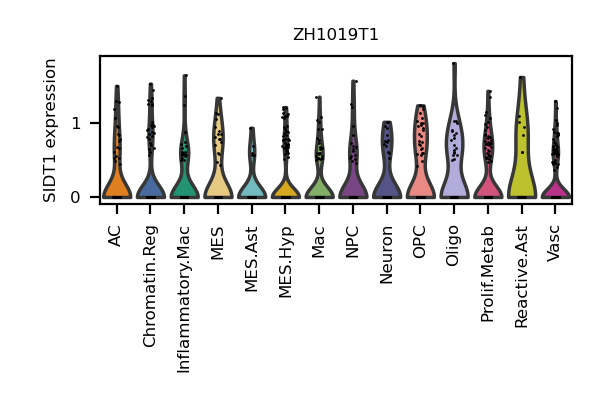 ZH1019T1
SIDT1 expression
1
0
AC
Chromatin.Reg
Inflammatory.Mac
MES
MES.Ast
MES.Hyp
Mac
NPC
Neuron
OPC
Oligo
Prolif.Metab
Reactive.Ast
Vasc